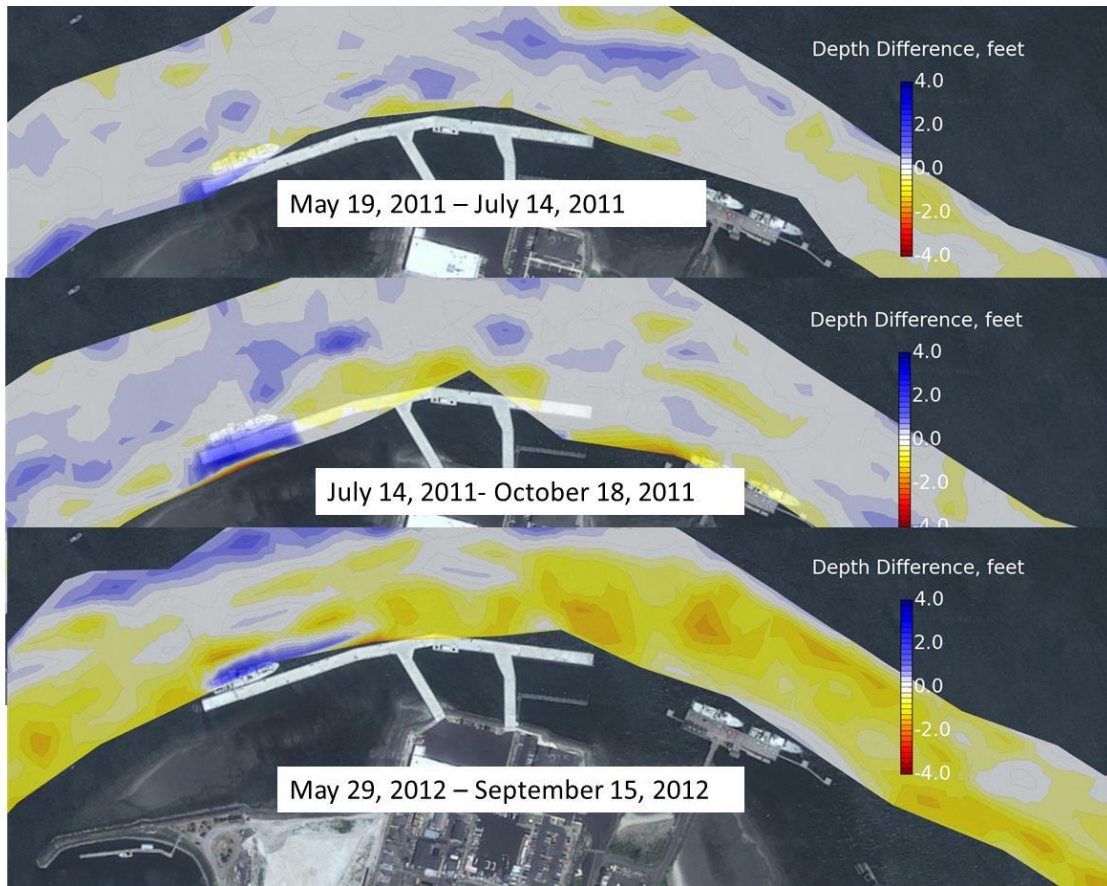 Depth Difference, feet
4.0
2.0
0.0
-2.0
-4.0
May 19, 2011 – July 14, 2011
Depth Difference, feet
4.0
2.0
0.0
-2.0
-4.0
July 14, 2011- October 18, 2011
Depth Difference, feet
4.0
2.0
0.0
-2.0
-4.0
May 29, 2012 – September 15, 2012